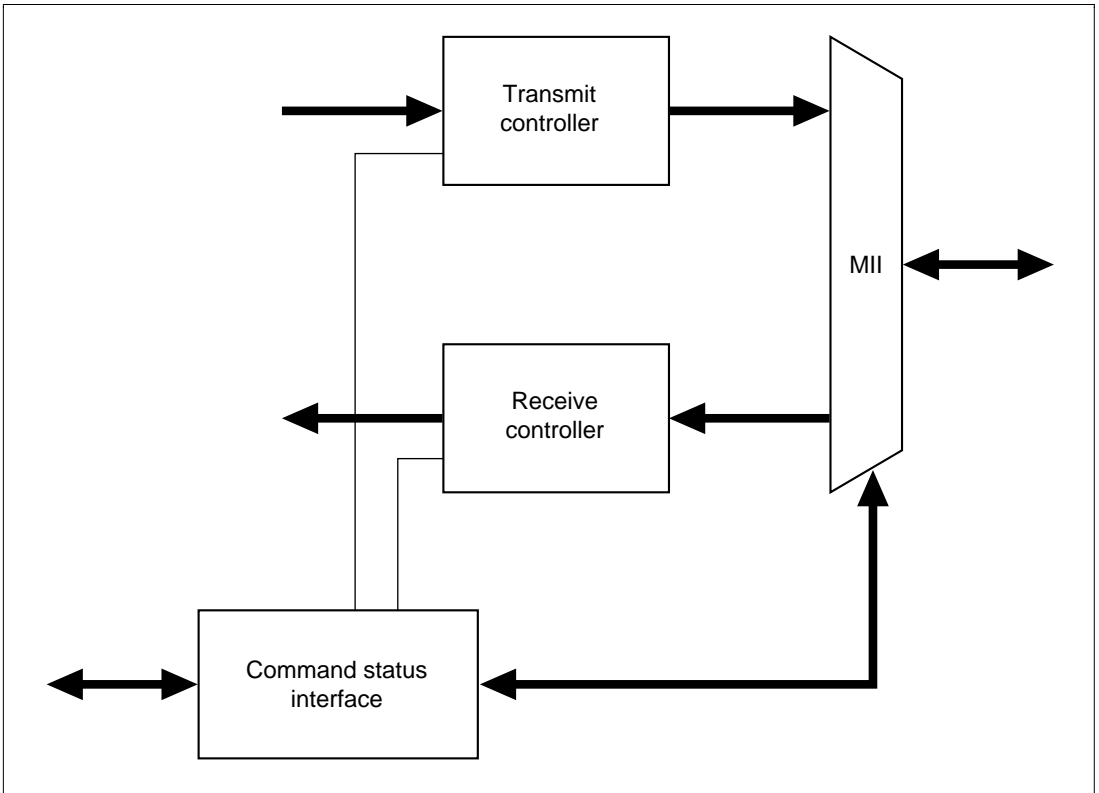 Transmit
controller
MII
Receive
controller
Command status
interface